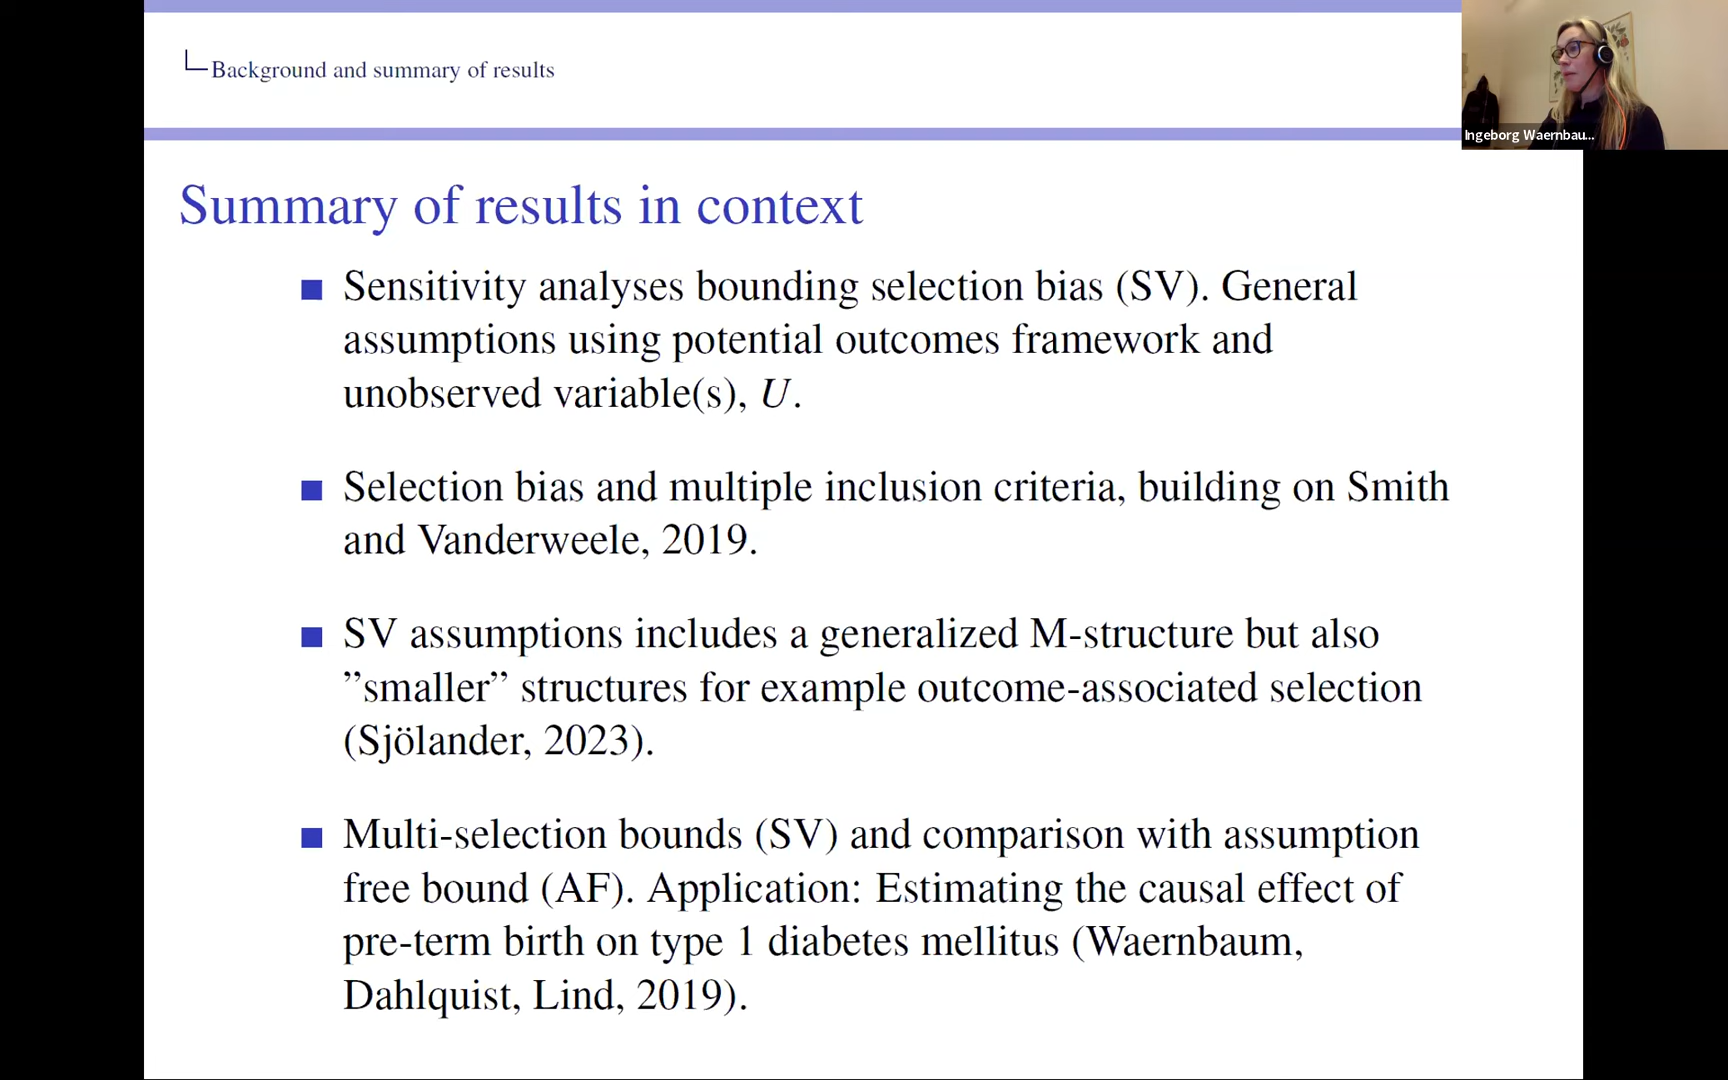 Background and summary of results
Ingeborg Waernbau...
Summary of results in context
Sensitivity analyses bounding selection bias (SV). General
assumptions using potential outcomes framework and
unobserved variable(s), U.
Selection bias and multiple inclusion criteria, building on Smith
and Vanderweele, 2019.
SV assumptions includes a generalized M-structure but also
”smaller” structures for example outcome-associated selection
(Sjölander, 2023).
Multi-selection bounds (SV) and comparison with assumption
free bound (AF). Application: Estimating the causal effect of
pre-term birth on type 1 diabetes mellitus (Waernbaum,
Dahlquist, Lind, 2019).